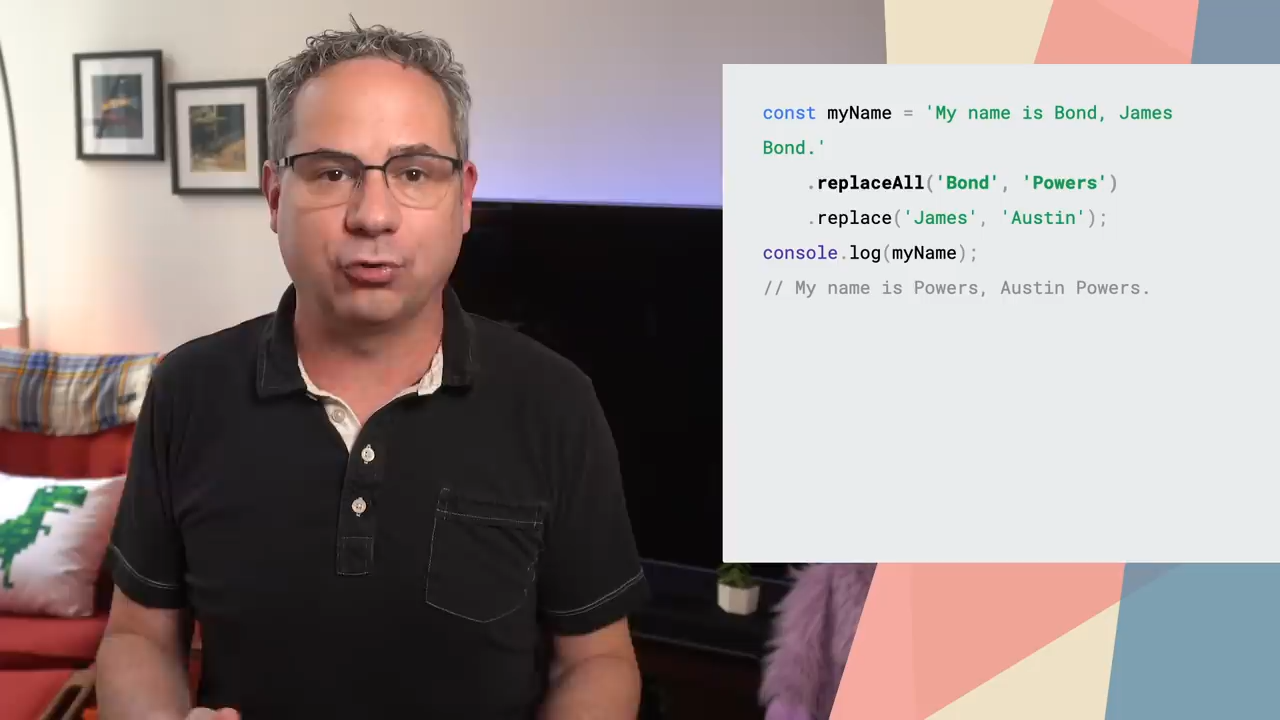 const myName = 'My name is Bond, James
Bond.'
.replaceAll('Bond', 'Powers')
.replace('James', 'Austin');
console.log(myName);
// My name is Powers, Austin Powers.